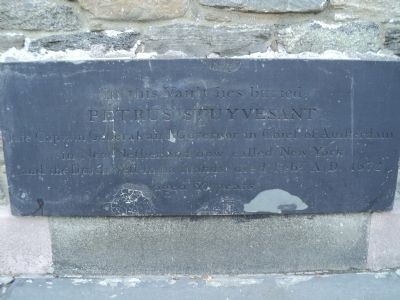 In this Vault lies buried
PETRUS STUYVESANT
late Captain General and Governor in Chief of Amsterdam
in New Netherland now called New York
and the Dutch West India Islands died A.D. 1672
aged 80 years